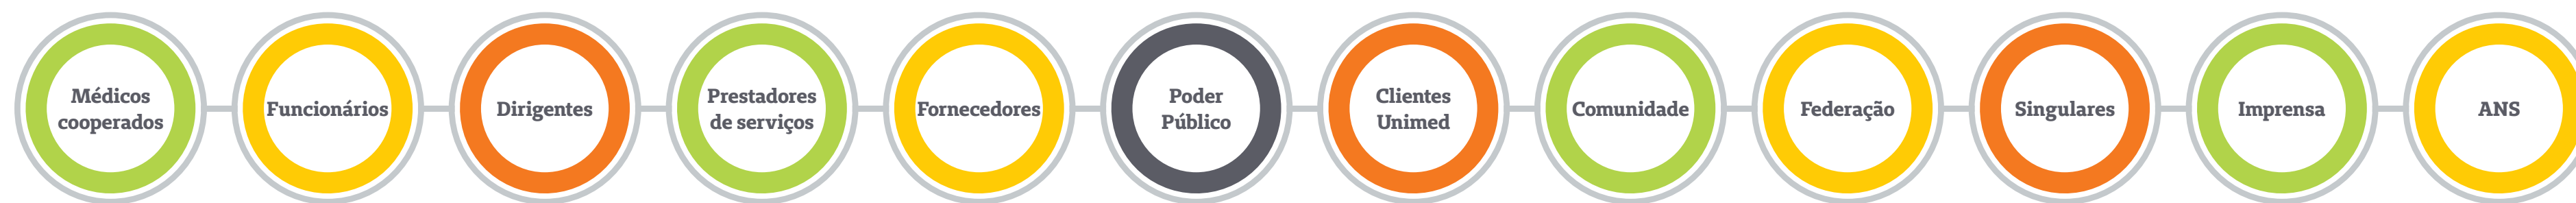 Médicos
cooperados
Funcionários
Dirigentes
Prestadores
de serviços
Fornecedores
Poder
Público
Clientes
Unimed
Comunidade
Federação
Singulares
Imprensa
ANS